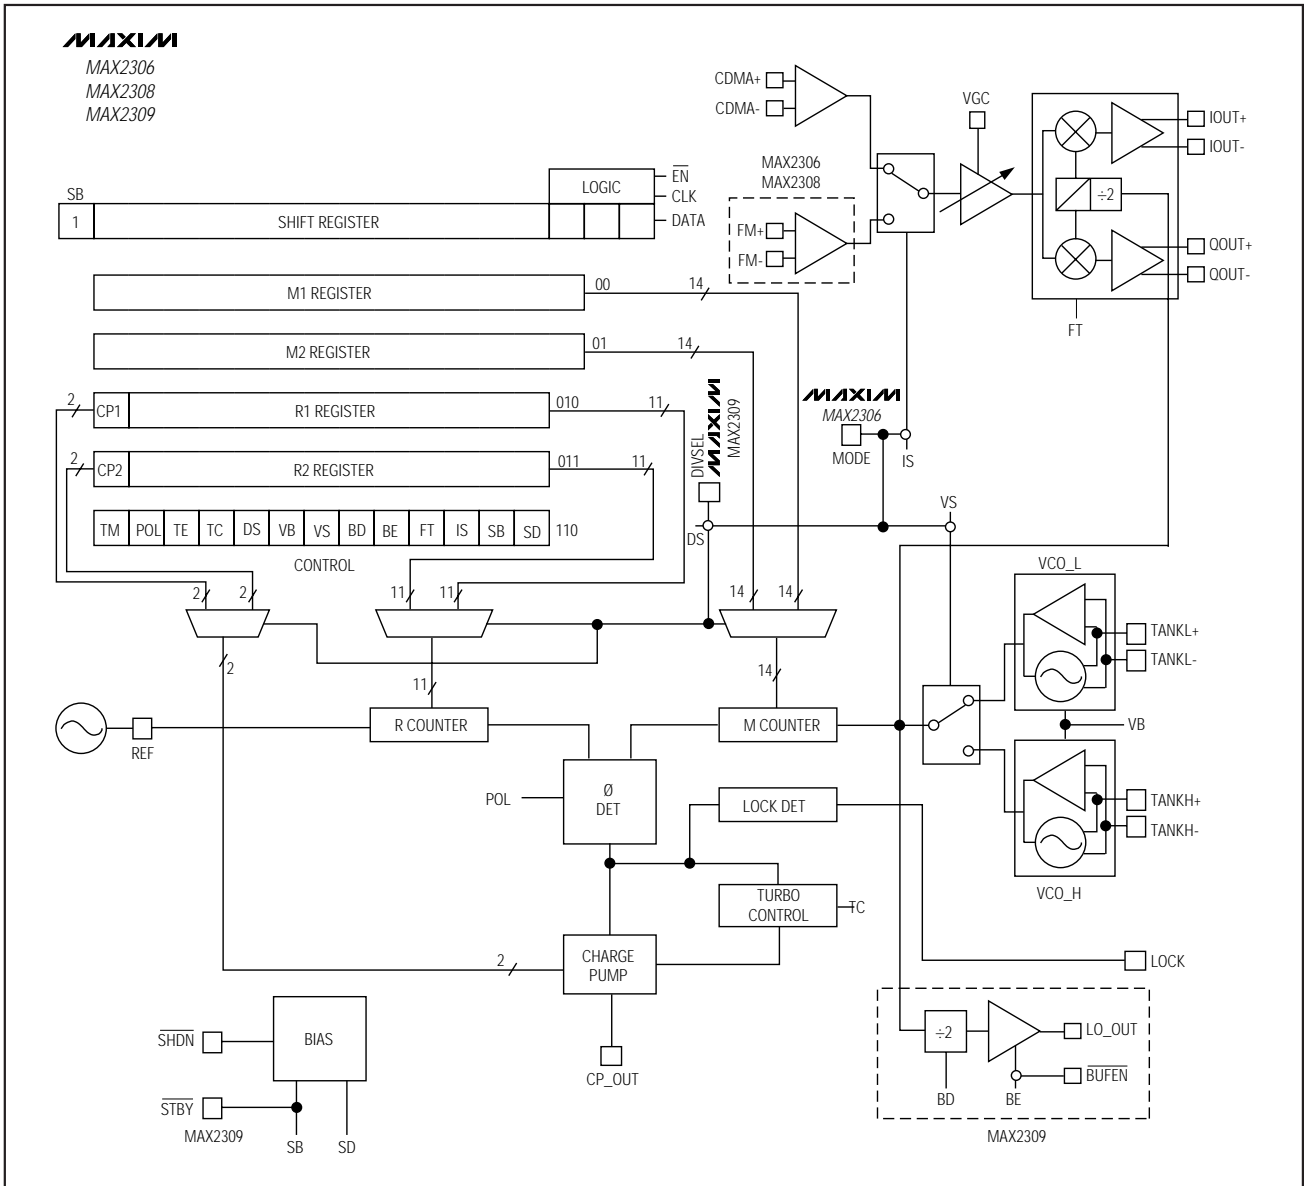 MAXIM
MAX2306
MAX2308
MAX2309
CDMA+
CDMA-
VGC
IOUT+
IOUT-
MAX2306
MAX2308
FM+
FM-
÷2
QOUT+
QOUT-
FT
SB
1
SHIFT REGISTER
LOGIC
EN
CLK
DATA
M1 REGISTER
00
14
M2 REGISTER
01
14
2
CP1
R1 REGISTER
010
11
2
CP2
R2 REGISTER
011
11
TM
POL
TE
TC
DS
VB
VS
BD
BE
FT
IS
SB
SD
110
CONTROL
DIVSEL
MAXIM
MAX2309
DS
MAXIM
MAX2306
MODE
IS
VS
2
2
11
11
14
14
2
11
14
VCO_L
TANKL+
TANKL-
VB
TANKH+
TANKH-
VCO_H
REF
R COUNTER
M COUNTER
POL
Ø
DET
LOCK DET
TURBO
CONTROL
TC
2
CHARGE
PUMP
CP_OUT
LOCK
÷2
LO_OUT
BUFEN
BD
BE
MAX2309
SHDN
BIAS
STBY
MAX2309
SB
SD